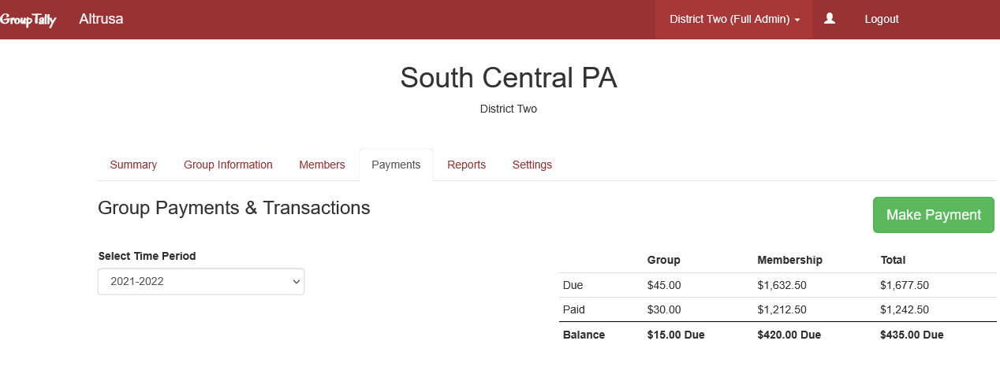 GroupTally Altrusa District Two (Full Admin) Logout
South Central PA
District Two
Summary Group Information Members Payments Reports Settings
Group Payments & Transactions
Make Payment
Select Time Period
2021-2022
Group Membership Total
Due $45.00 $1,632.50 $1,677.50
Paid $30.00 $1,212.50 $1,242.50
Balance $15.00 Due $420.00 Due $435.00 Due